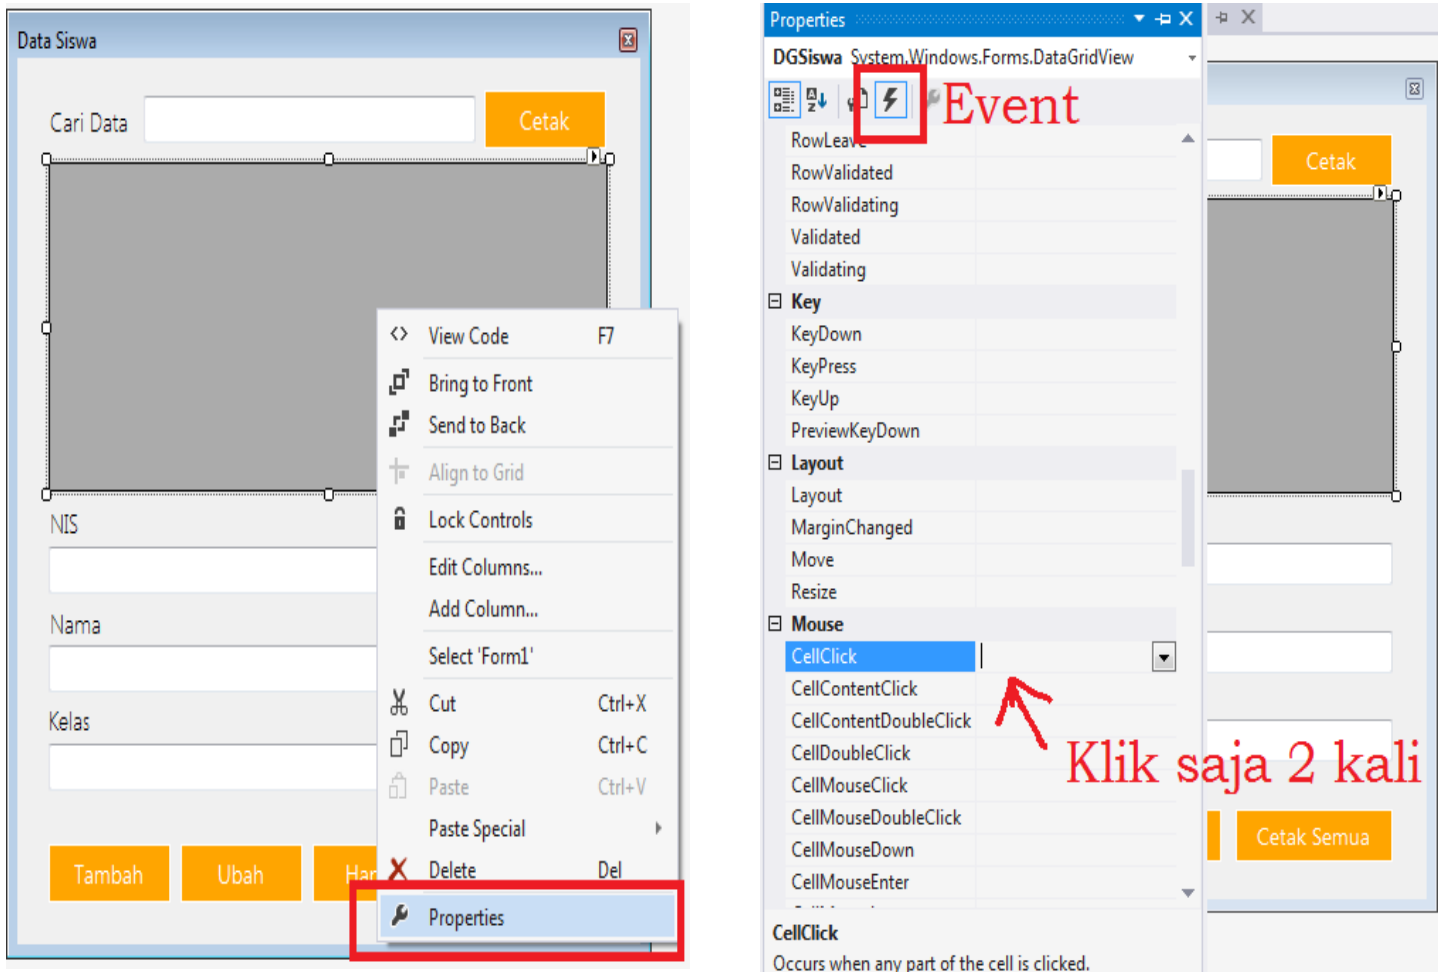 Data Siswa
Cari Data
Cetak
View Code F7
Bring to Front
Send to Back
Align to Grid
Lock Controls
Edit Columns...
Add Column...
Select 'Form1'
Cut Ctrl+X
Copy Ctrl+C
Paste Ctrl+V
Paste Special
Delete Del
Properties
NIS
Nama
Kelas
Tambah
Ubah
Properties
DGSiswa System.Windows.Forms.DataGridView
Event
RowLeave
RowValidated
RowValidating
Validated
Validating
Key
KeyDown
KeyPress
KeyUp
PreviewKeyDown
Layout
Layout
MarginChanged
Move
Resize
Mouse
CellClick
CellContentClick
CellContentDoubleClick
CellDoubleClick
CellMouseClick
CellMouseDoubleClick
CellMouseDown
CellMouseEnter
CellClick
Occurs when any part of the cell is clicked.
Klik saja 2 kali
Cetak
Cetak Semua